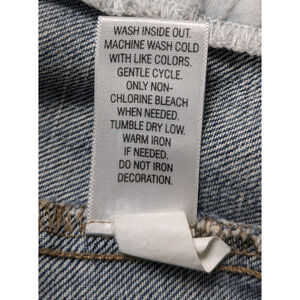 WASH INSIDE OUT.
MACHINE WASH COLD
WITH LIKE COLORS.
GENTLE CYCLE.
ONLY NON-
CHLORINE BLEACH
WHEN NEEDED.
TUMBLE DRY LOW.
WARM IRON
IF NEEDED.
DO NOT IRON
DECORATION.